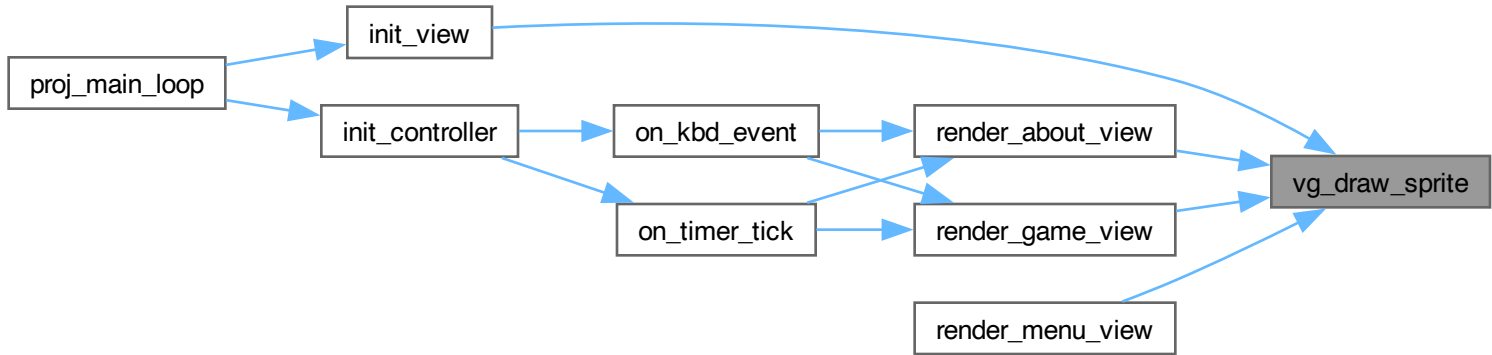 init_view
proj_main_loop
init_controller
on_kbd_event
render_about_view
vg_draw_sprite
on_timer_tick
render_game_view
render_menu_view